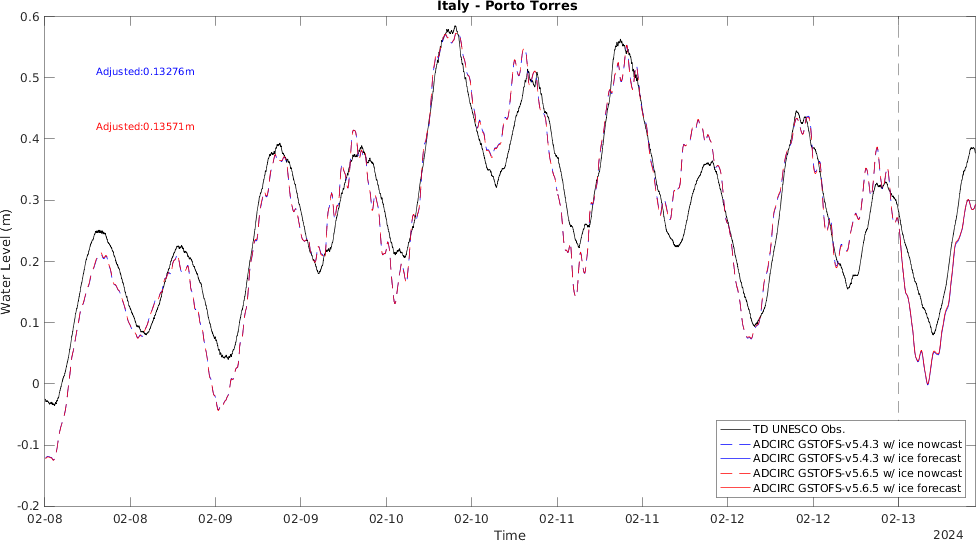 Italy - Porto Torres
0.6
0.5
0.4
0.3
0.2
0.1
0
-0.1
-0.2
Water Level (m)
Adjusted:0.13276m
Adjusted:0.13571m
TD UNESCO Obs.
ADCIRC GSTOFS-v5.4.3 w/ ice nowcast
ADCIRC GSTOFS-v5.4.3 w/ ice forecast
ADCIRC GSTOFS-v5.6.5 w/ ice nowcast
ADCIRC GSTOFS-v5.6.5 w/ ice forecast
02-08 02-08 02-09 02-09 02-10 02-10 02-11 02-11 02-12 02-12 02-13
Time
2024